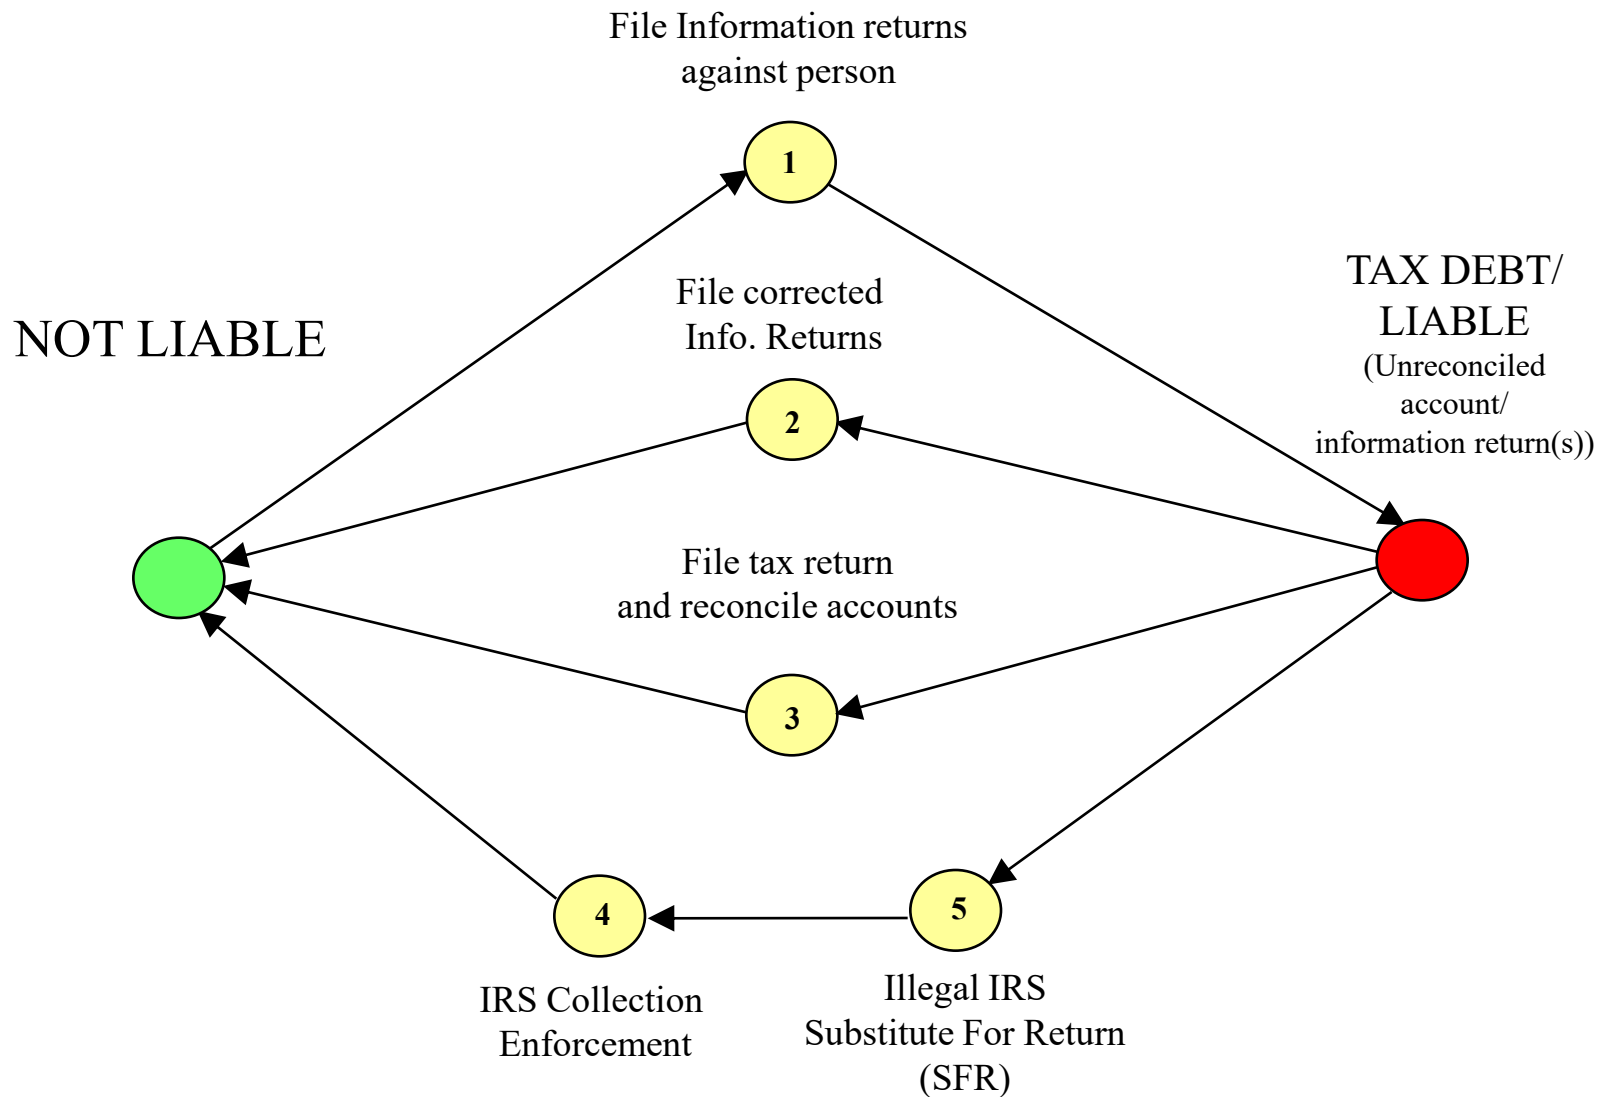 File Information returns
against person
1
NOT LIABLE
File corrected
Info. Returns
2
TAX DEBT/
LIABLE
(Unreconciled
account/
information return(s))
File tax return
and reconcile accounts
3
4
5
IRS Collection
Enforcement
Illegal IRS
Substitute For Return
(SFR)